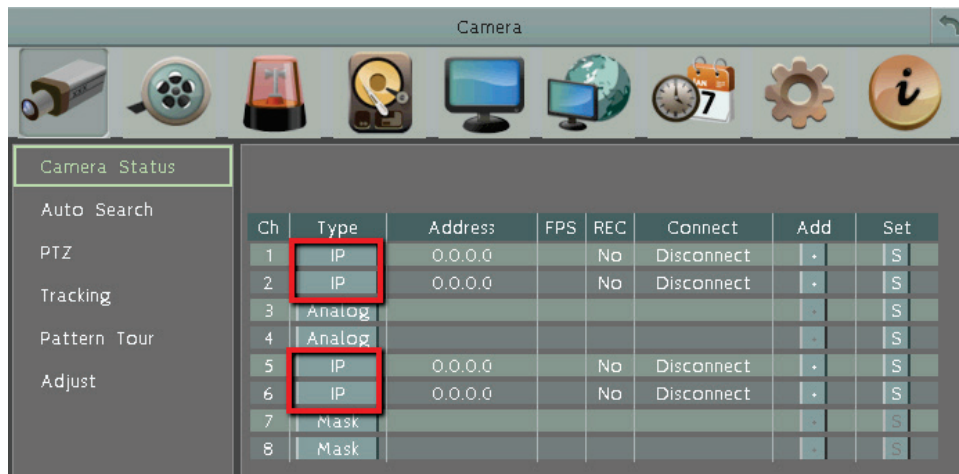 Camera
7
i
Camera Status
Auto Search
PTZ
Tracking
Pattern Tour
Adjust
Ch Type Address FPS REC Connect Add Set
1 IP 0.0.0.0 No Disconnect + S
2 IP 0.0.0.0 No Disconnect + S
3 Analog + S
4 Analog + S
5 IP 0.0.0.0 No Disconnect + S
6 IP 0.0.0.0 No Disconnect + S
7 Mask + S
8 Mask + S